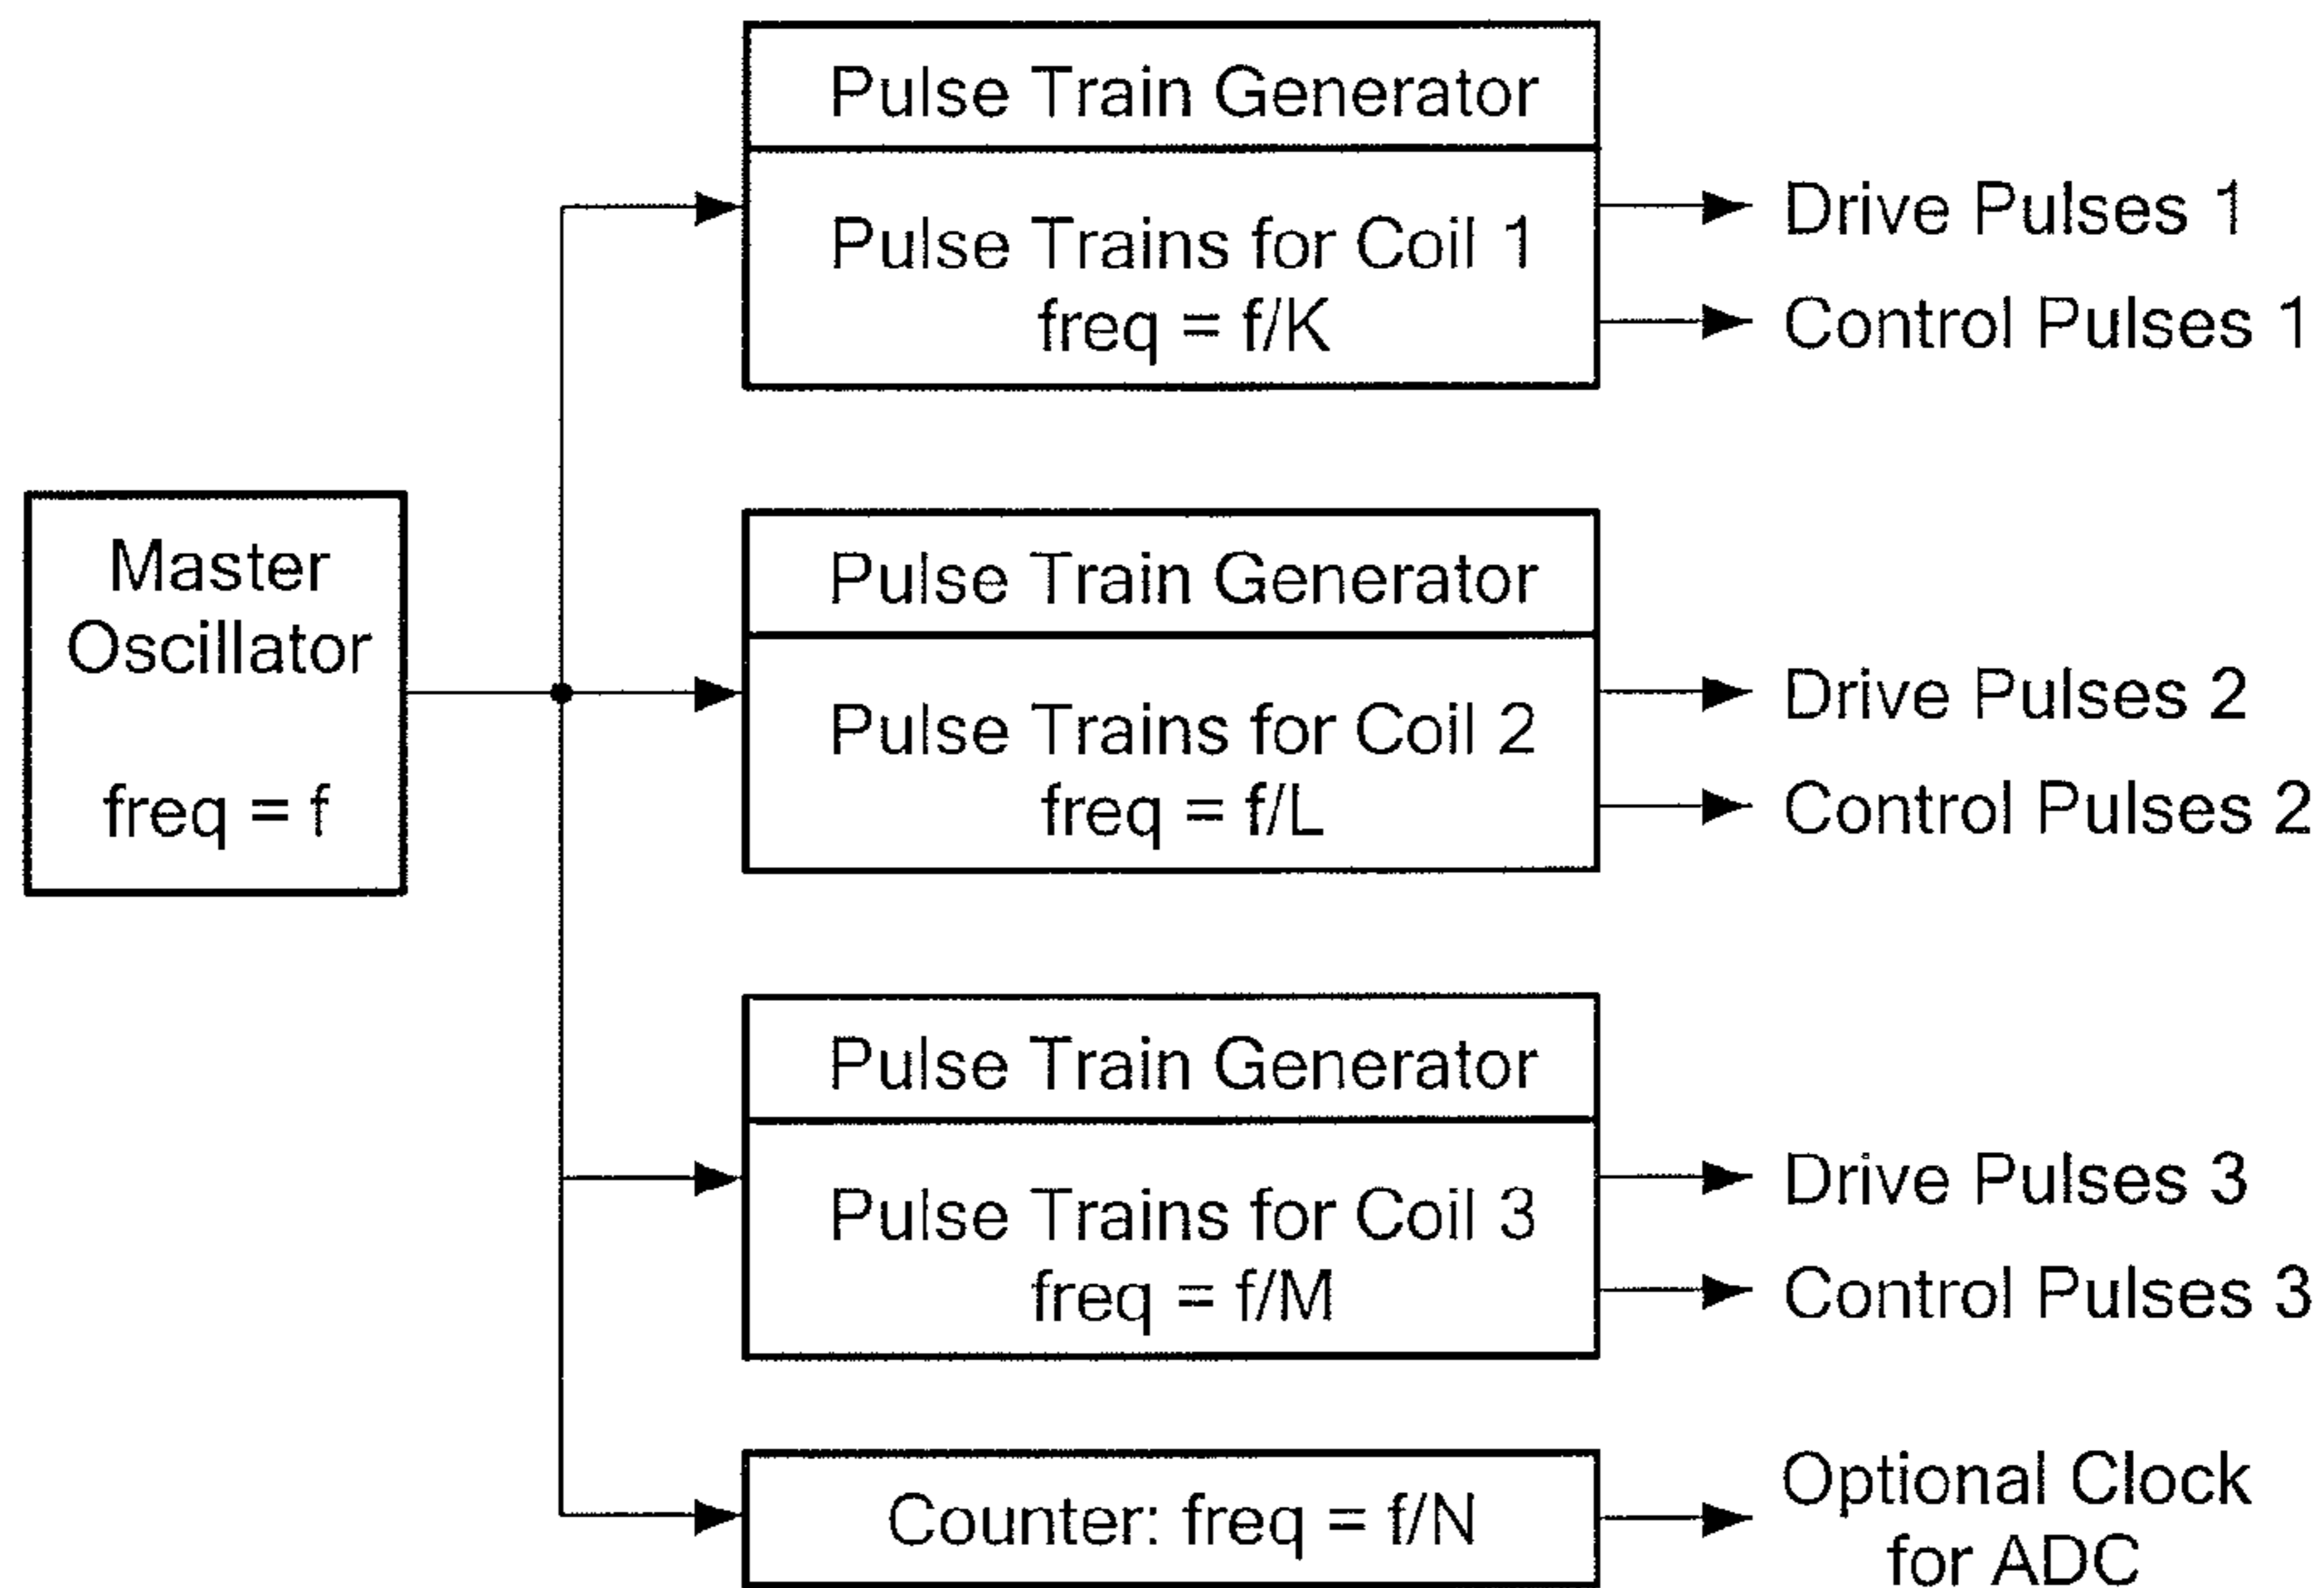 Pulse Train Generator
Pulse Trains for Coil 1
freq = f/K
Drive Pulses 1
Control Pulses 1
Master
Oscillator
freq = f
Pulse Train Generator
Pulse Trains for Coil 2
freq = f/L
Drive Pulses 2
Control Pulses 2
Pulse Train Generator
Pulse Trains for Coil 3
freq = f/M
Drive Pulses 3
Control Pulses 3
Counter: freq = f/N
Optional Clock
for ADC